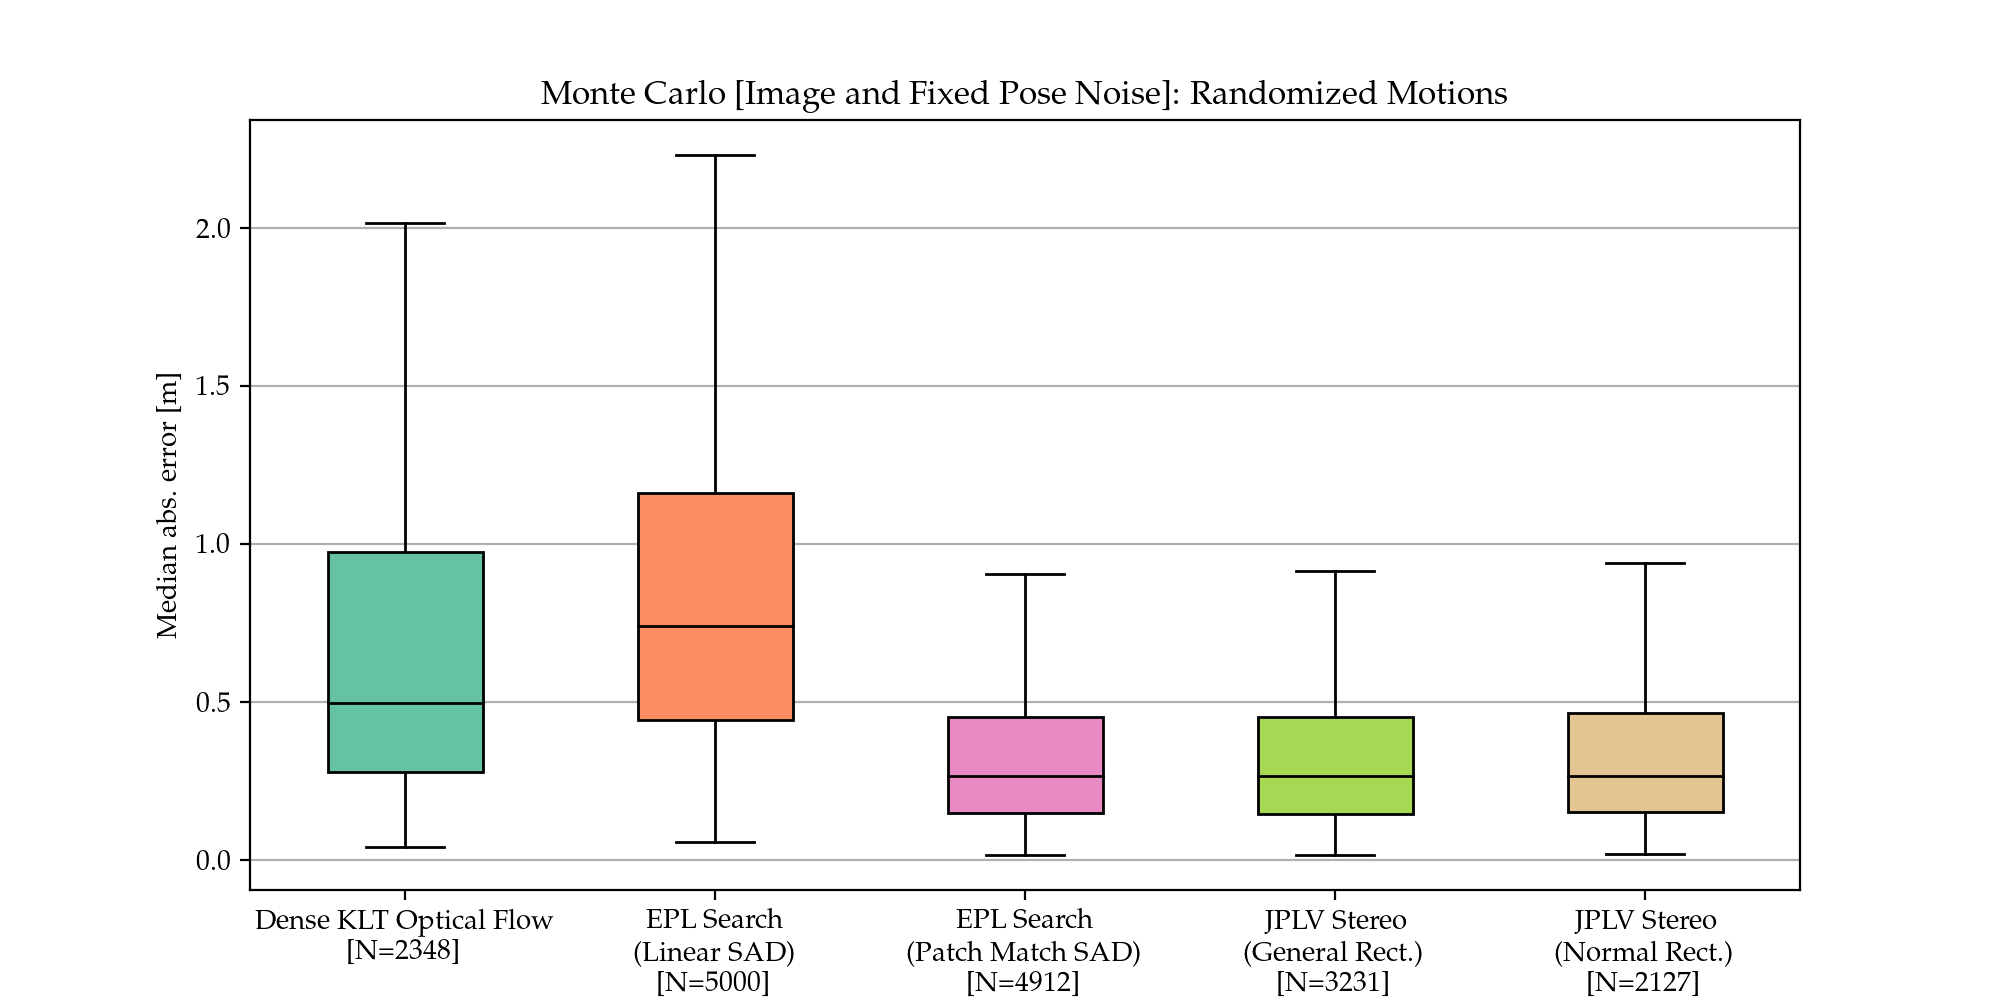 Monte Carlo [Image and Fixed Pose Noise]: Randomized Motions
Median abs. error [m]
2.0
1.5
1.0
0.5
0.0
Dense KLT Optical Flow
[N=2348]
EPL Search
(Linear SAD)
[N=5000]
EPL Search
(Patch Match SAD)
[N=4912]
JPLV Stereo
(General Rect.)
[N=3231]
JPLV Stereo
(Normal Rect.)
[N=2127]